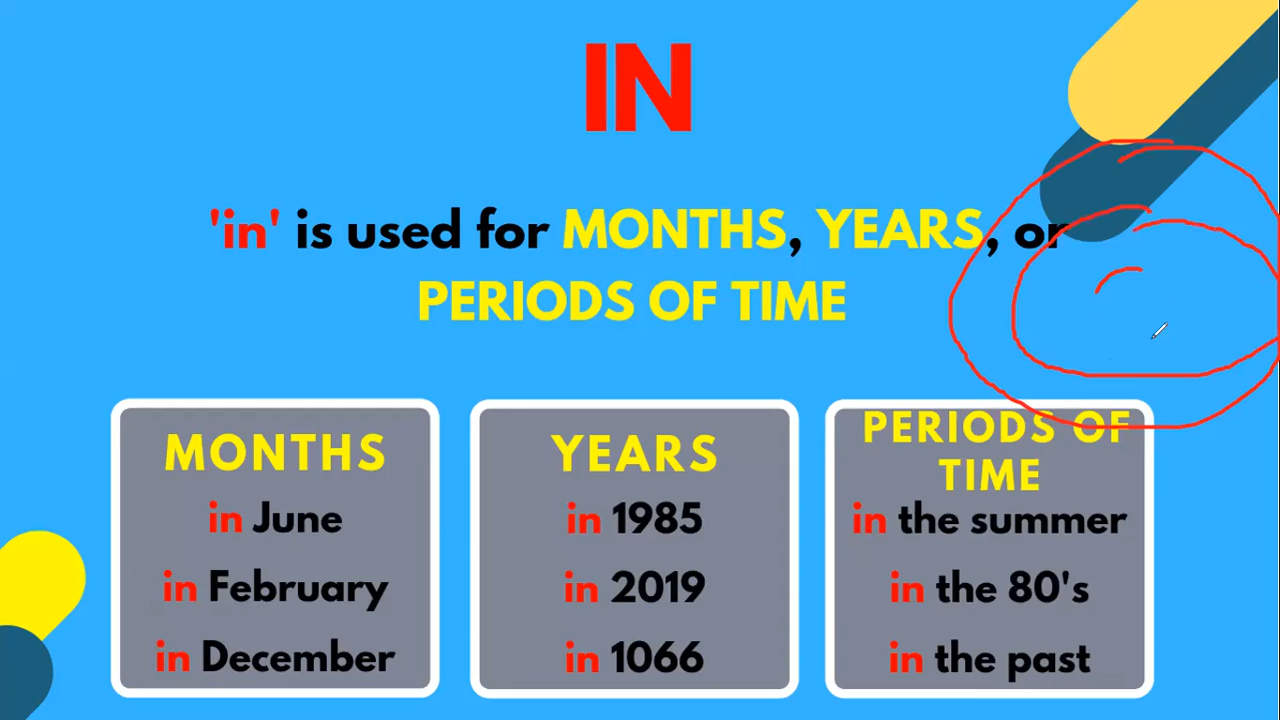 IN
'in' is used for MONTHS, YEARS, or
PERIODS OF TIME
MONTHS
in June
in February
in December
YEARS
in 1985
in 2019
in 1066
PERIODS OF
TIME
in the summer
in the 80's
in the past